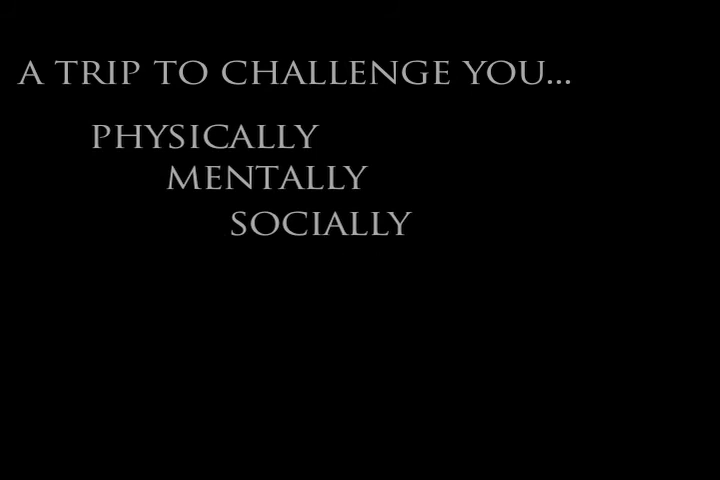 A TRIP TO CHALLENGE YOU...
PHYSICALLY
MENTALLY
SOCIALLY